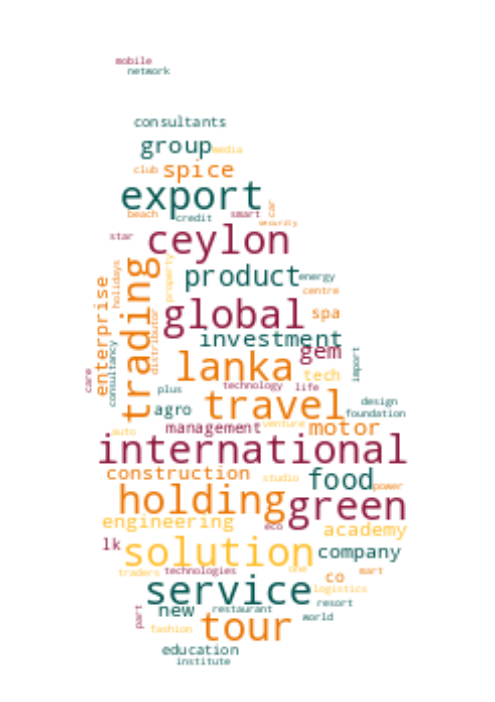 mobile
network
consultants
group media
club spice
export
beach credit smart car
security
star ceylon
product energy
holidays property centre
enterprise trading global spa
distributor investment
gem import
lanka tech
care consultancy plus technology life
travel design
agro foundation
management venture motor
auto
international
construction studio food power
holding green
engineering eco academy
lk solution company
traders technologies one co mart
service logistics
part new restaurant resort
world
fashion tour
education
institute